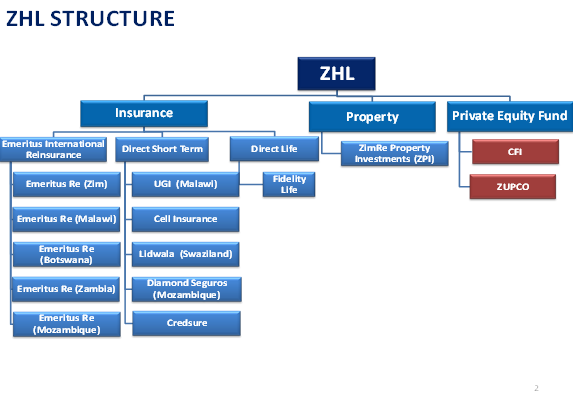 ZHL STRUCTURE
ZHL
Insurance
Property
Private Equity Fund
Emeritus International
Reinsurance
Direct Short Term
Direct Life
ZimRe Property
Investments (ZPI)
CFI
Emeritus Re (Zim)
UGI (Malawi)
Fidelity
Life
ZUPCO
Emeritus Re (Malawi)
Cell Insurance
Emeritus Re
(Botswana)
Lidwala (Swaziland)
Emeritus Re (Zambia)
Diamond Seguros
(Mozambique)
Emeritus Re
(Mozambique)
Credsure
2